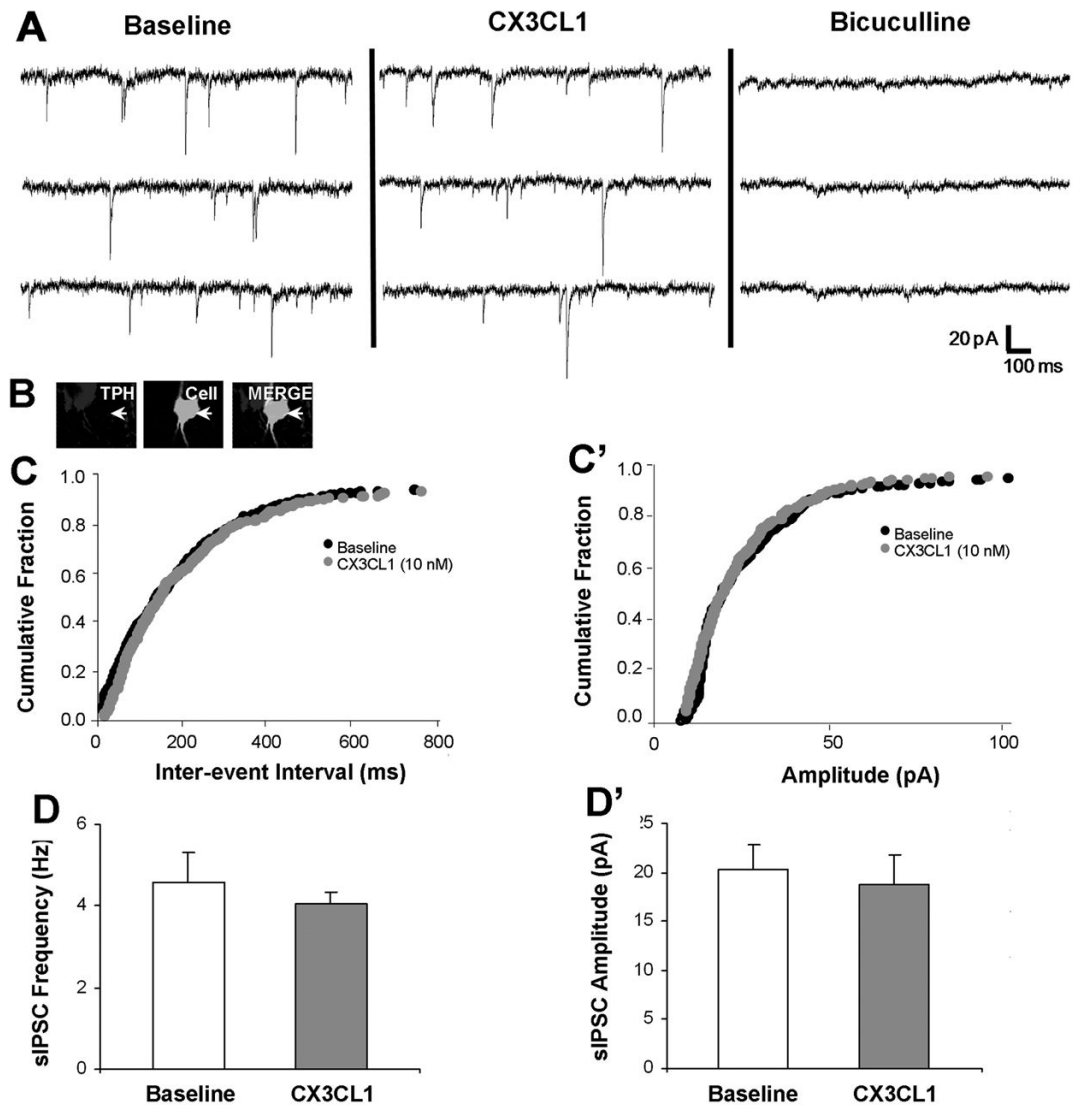 A
Baseline
CX3CL1
Bicuculline
20 pA
100 ms
B
TPH
Cell
MERGE
C
Cumulative Fraction
1.0
0.8
0.6
0.4
0.2
0.0
0
200
400
600
800
Inter-event Interval (ms)
Baseline
CX3CL1 (10 nM)
C'
Cumulative Fraction
1.0
0.8
0.6
0.4
0.2
0.0
0
50
100
Amplitude (pA)
Baseline
CX3CL1 (10 nM)
D
sIPSC Frequency (Hz)
6
4
2
0
Baseline
CX3CL1
D'
sIPSC Amplitude (pA)
25
20
15
10
5
0
Baseline
CX3CL1